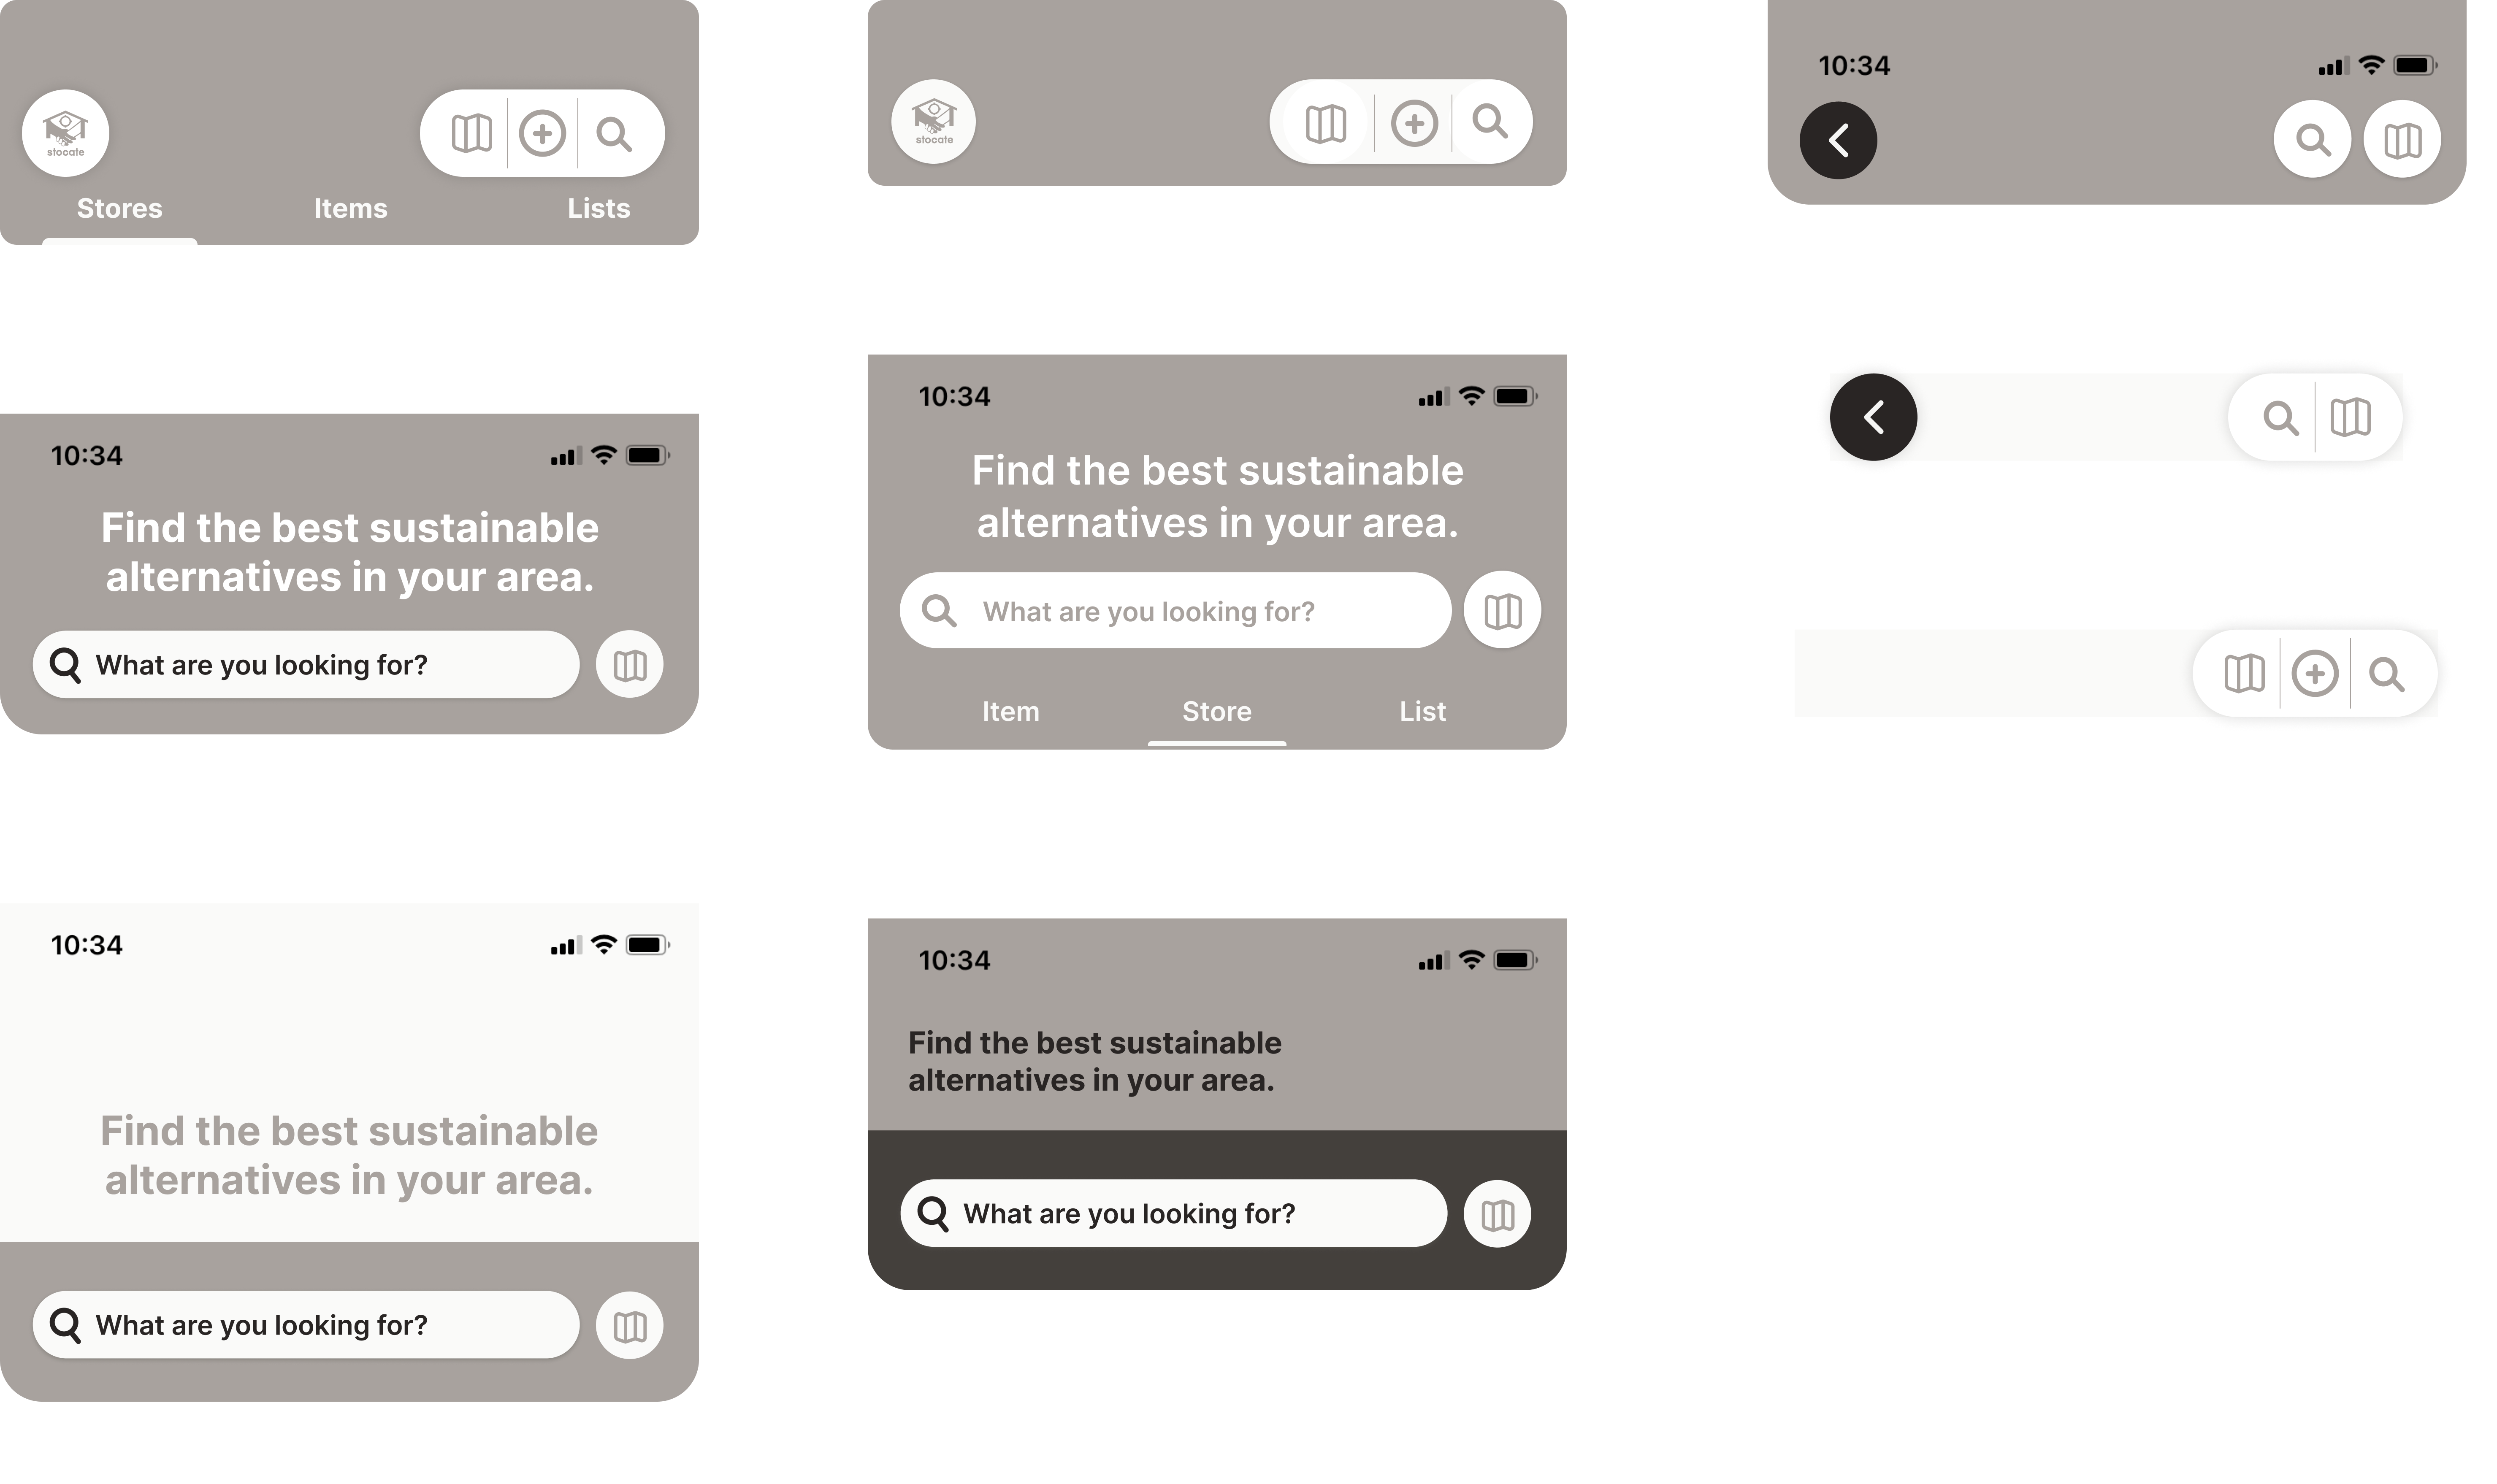 stocate
Stores Items Lists
stocate
10:34
10:34
Find the best sustainable
alternatives in your area.
What are you looking for?
10:34
Find the best sustainable
alternatives in your area.
What are you looking for?
Item Store List
10:34
Find the best sustainable
alternatives in your area.
What are you looking for?
10:34
Find the best sustainable
alternatives in your area.
What are you looking for?